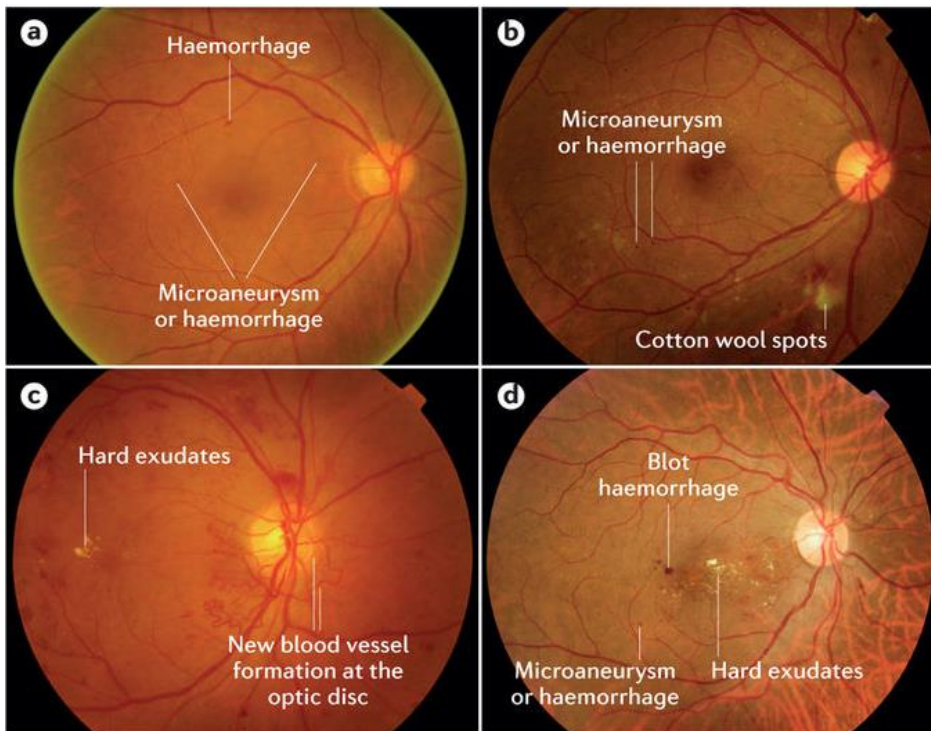 a
Haemorrhage
Microaneurysm
or haemorrhage
b
Microaneurysm
or haemorrhage
Cotton wool spots
c
Hard exudates
New blood vessel
formation at the
optic disc
d
Blot
haemorrhage
Microaneurysm
or haemorrhage
Hard exudates